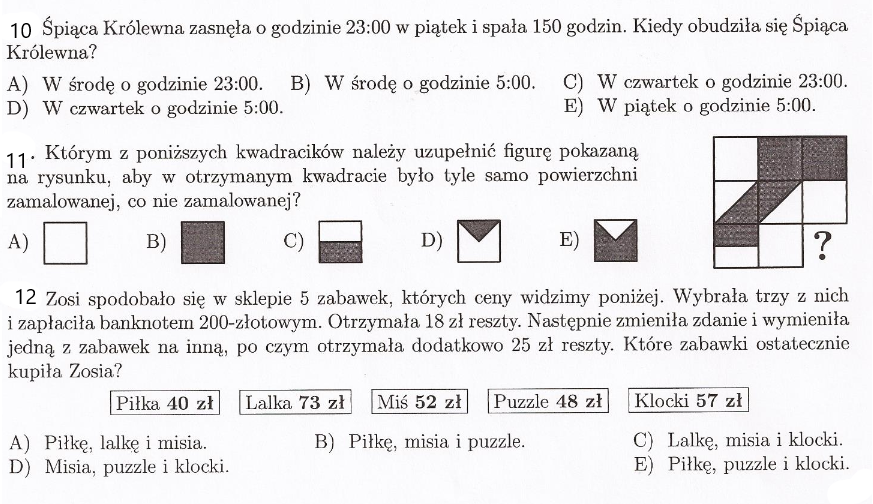 10 Śpiąca Królewna zasnęła o godzinie 23:00 w piątek i spała 150 godzin. Kiedy obudziła się Śpiąca
Królewna?
A) W środę o godzinie 23:00. B) W środę o godzinie 5:00. C) W czwartek o godzinie 23:00.
D) W czwartek o godzinie 5:00. E) W piątek o godzinie 5:00.
11. Którym z poniższych kwadracików należy uzupełnić figurę pokazaną
na rysunku, aby w otrzymanym kwadracie było tyle samo powierzchni
zamalowanej, co nie zamalowanej?
A) B) C) D) E)
?
12 Zosi spodobało się w sklepie 5 zabawek, których ceny widzimy poniżej. Wybrała trzy z nich
i zapłaciła banknotem 200-złotowym. Otrzymała 18 zł reszty. Następnie zmieniła zdanie i wymieniła
jedną z zabawek na inną, po czym otrzymała dodatkowo 25 zł reszty. Które zabawki ostatecznie
kupiła Zosia?
Piłka 40 zł Lalka 73 zł Miś 52 zł Puzzle 48 zł Klocki 57 zł
A) Piłkę, lalkę i misia. B) Piłkę, misia i puzzle. C) Lalkę, misia i klocki.
D) Misia, puzzle i klocki. E) Piłkę, puzzle i klocki.